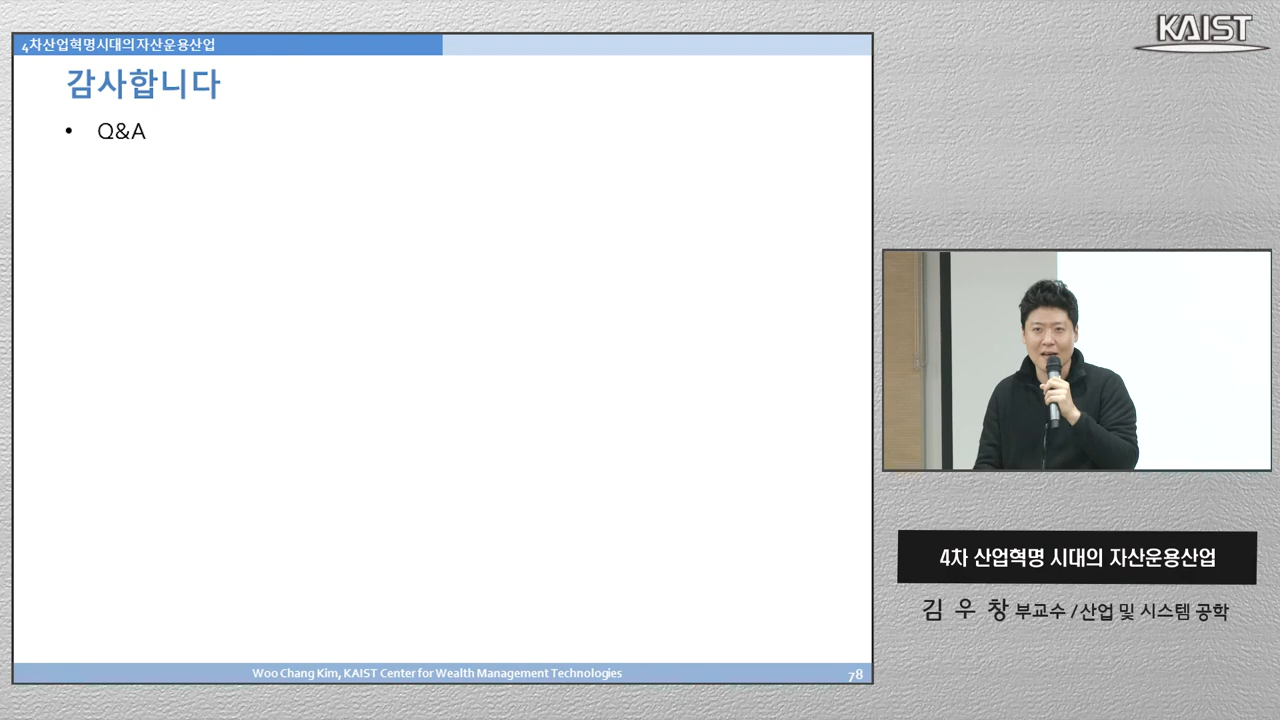 4차산업혁명시대의자산운용산업
감사합니다
• Q&A
Woo Chang Kim, KAIST Center for Wealth Management Technologies
78
KAIST
4차 산업혁명 시대의 자산운용산업
김 우 창 부교수 / 산업 및 시스템 공학